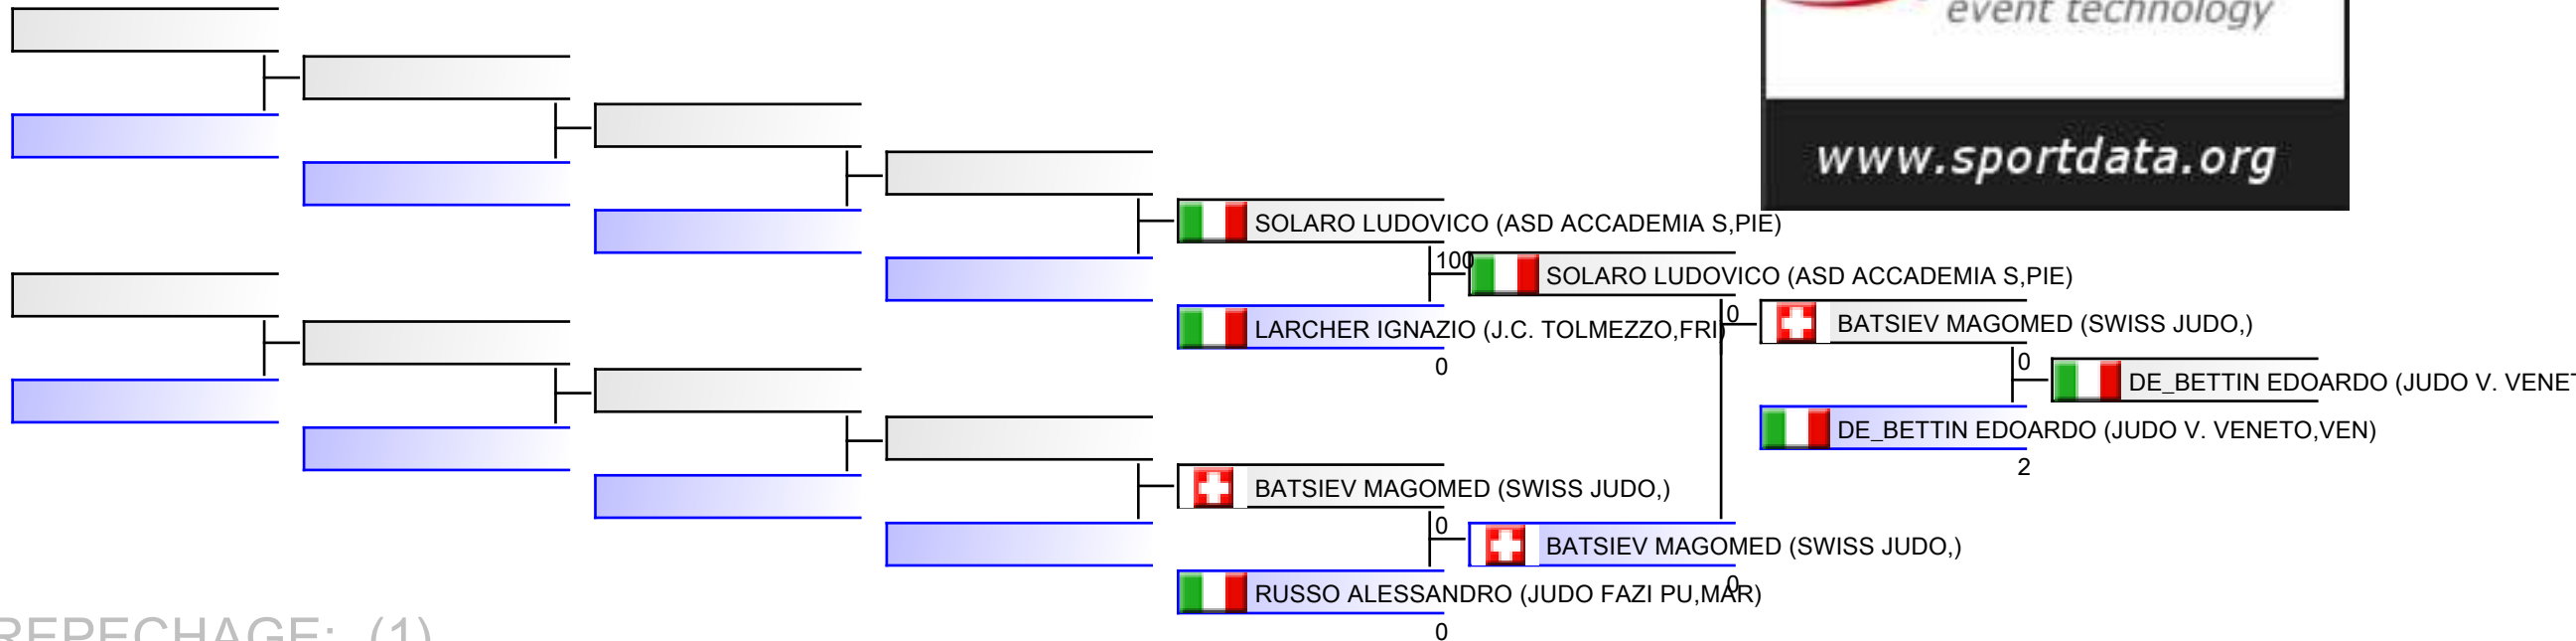 event technology
www.sportdata.org
SOLARO LUDOVICO (ASD ACCADEMIA S,PIE)
100
SOLARO LUDOVICO (ASD ACCADEMIA S,PIE)
LARCHER IGNAZIO (J.C. TOLMEZZO,FRI)
0
0
BATSIEV MAGOMED (SWISS JUDO,)
0
DE_BETTIN EDOARDO (JUDO V. VENET
DE_BETTIN EDOARDO (JUDO V. VENETO,VEN)
2
BATSIEV MAGOMED (SWISS JUDO,)
0
BATSIEV MAGOMED (SWISS JUDO,)
0
RUSSO ALESSANDRO (JUDO FAZI PU,MAR)
0
REPECHAGE: (1)